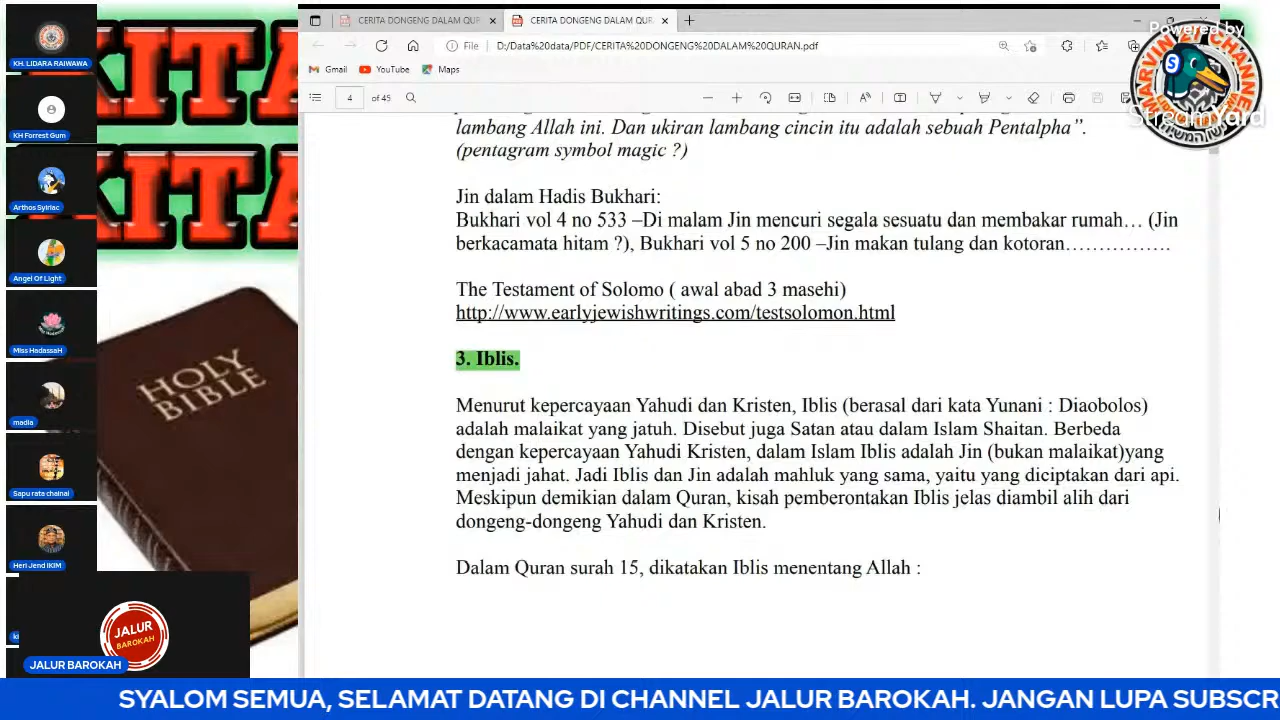 KH. LIDARA RAIWAWA
KH Forrest Gum
Arthos Syiriac
Angel Of Light
Miss HadassaH
madia
Sapu rata chainal
Heri Jend IKIM
JALUR
BAROKAH
JALUR BAROKAH
KITA
KITA
HOLY
BIBLE
CERITA DONGENG DALAM QUR
CERITA DONGENG DALAM QUR
File
D:/Data%20data/PDF/CERITA%20DONGENG%20DALAM%20QURAN.pdf
Gmail
YouTube
Maps
4 of 45
Powered by
StreamYard
lambang Allah ini. Dan ukiran lambang cincin itu adalah sebuah Pentalpha”.
(pentagram symbol magic ?)
Jin dalam Hadis Bukhari:
Bukhari vol 4 no 533 –Di malam Jin mencuri segala sesuatu dan membakar rumah… (Jin
berkacamata hitam ?), Bukhari vol 5 no 200 –Jin makan tulang dan kotoran…………….
The Testament of Solomo ( awal abad 3 masehi)
http://www.earlyjewishwritings.com/testsolomon.html
3. Iblis.
Menurut kepercayaan Yahudi dan Kristen, Iblis (berasal dari kata Yunani : Diaobolos)
adalah malaikat yang jatuh. Disebut juga Satan atau dalam Islam Shaitan. Berbeda
dengan kepercayaan Yahudi Kristen, dalam Islam Iblis adalah Jin (bukan malaikat)yang
menjadi jahat. Jadi Iblis dan Jin adalah mahluk yang sama, yaitu yang diciptakan dari api.
Meskipun demikian dalam Quran, kisah pemberontakan Iblis jelas diambil alih dari
dongeng-dongeng Yahudi dan Kristen.
Dalam Quran surah 15, dikatakan Iblis menentang Allah :
SYALOM SEMUA, SELAMAT DATANG DI CHANNEL JALUR BAROKAH. JANGAN LUPA SUBSCR